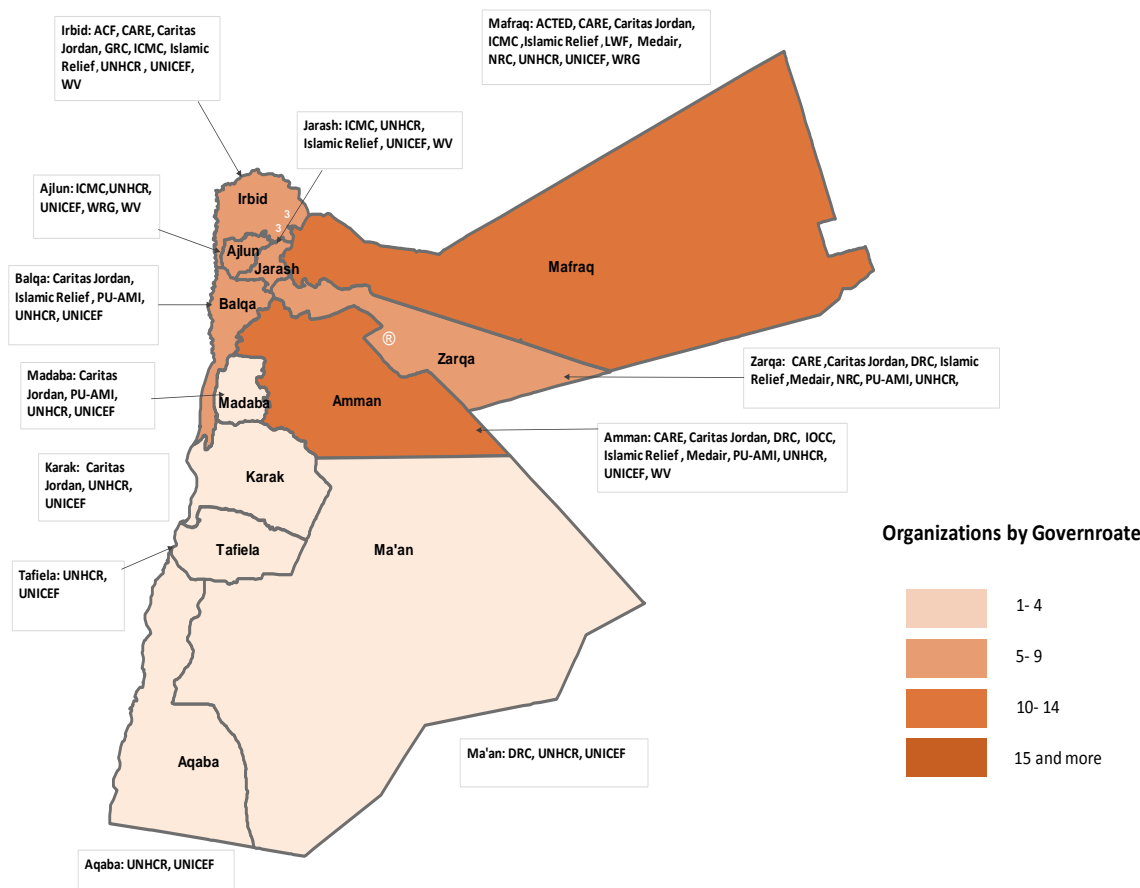 Irbid: ACF, CARE, Caritas
Jordan, GRC, ICMC, Islamic
Relief , UNHCR , UNICEF,
WV
Mafraq: ACTED, CARE, Caritas Jordan,
ICMC ,Islamic Relief , LWF, Medair,
NRC, UNHCR, UNICEF, WRG
Jarash: ICMC, UNHCR,
Islamic Relief , UNICEF, WV
Ajlun: ICMC,UNHCR,
UNICEF, WRG, WV
Irbid
3
3
Ajlun
Jarash
Mafraq
Balqa: Caritas Jordan,
Islamic Relief , PU-AMI,
UNHCR, UNICEF
Balqa
®
Zarqa
Zarqa: CARE ,Caritas Jordan, DRC, Islamic
Relief ,Medair, NRC, PU-AMI, UNHCR,
Madaba: Caritas
Jordan, PU-AMI,
UNHCR, UNICEF
Madaba
Amman
Amman: CARE, Caritas Jordan, DRC, IOCC,
Islamic Relief , Medair, PU-AMI, UNHCR,
UNICEF, WV
Karak: Caritas
Jordan, UNHCR,
UNICEF
Karak
Tafiela
Ma'an
Tafiela: UNHCR,
UNICEF
Organizations by Governroate
1- 4
5- 9
10- 14
15 and more
Aqaba
Ma'an: DRC, UNHCR, UNICEF
Aqaba: UNHCR, UNICEF